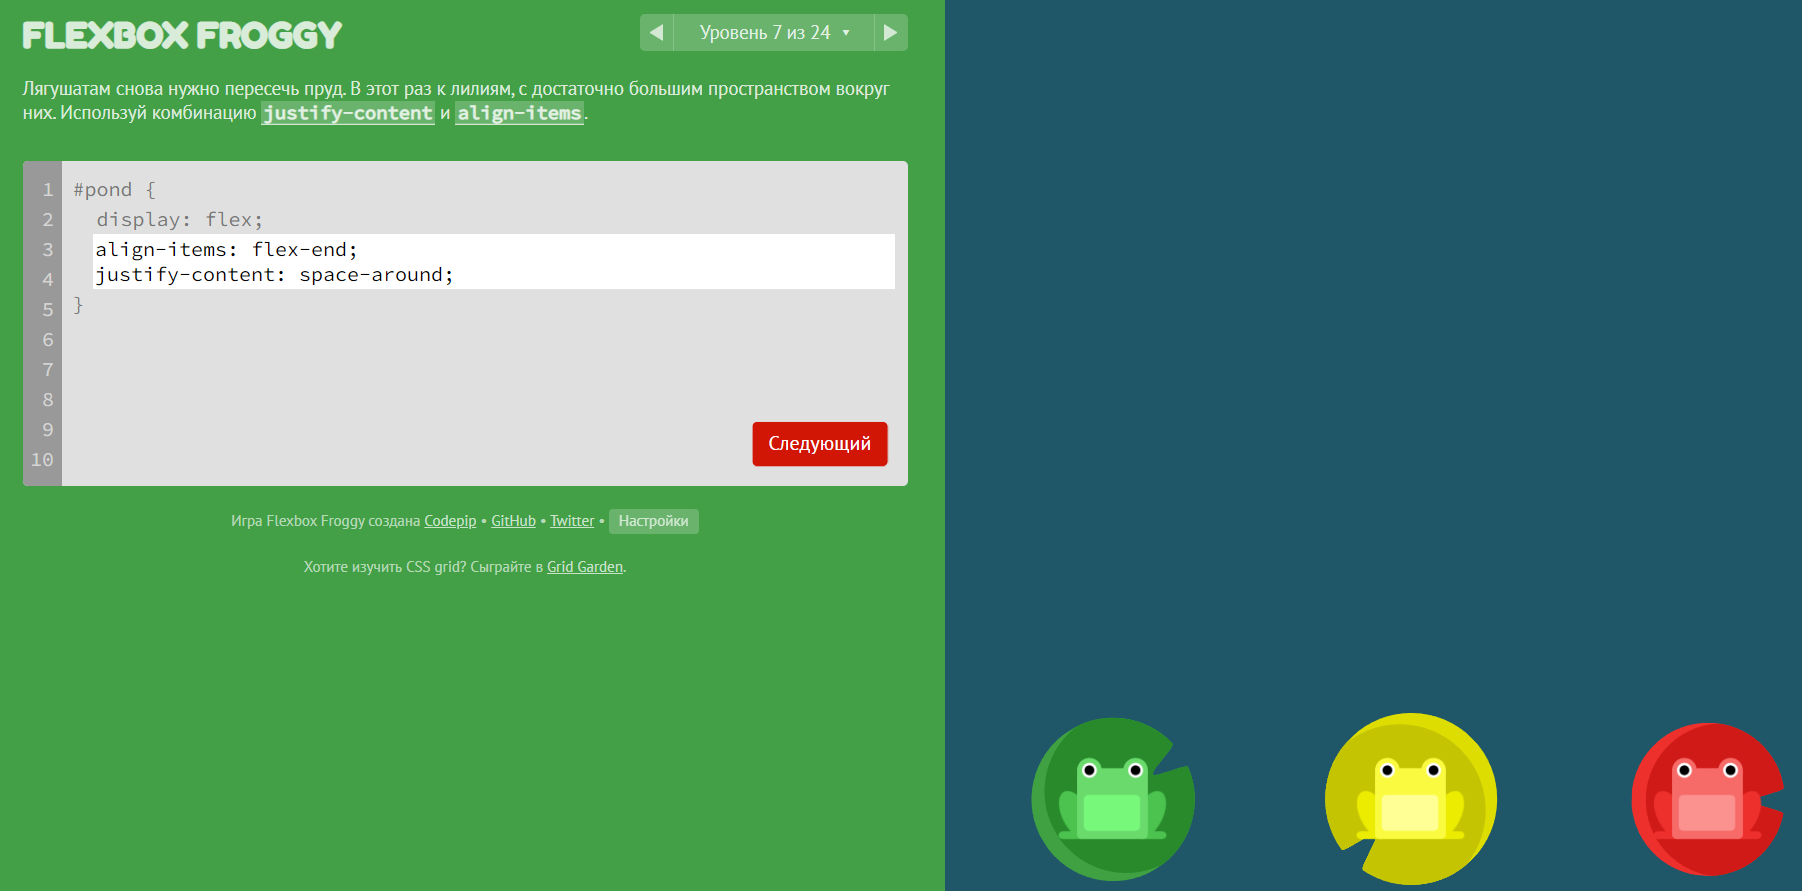 FLEXBOX FROGGY
Уровень 7 из 24
Лягушатам снова нужно пересечь пруд. В этот раз к лилиям, с достаточно большим пространством вокруг
них. Используй комбинацию justify-content и align-items.
1 #pond {
2 display: flex;
3 align-items: flex-end;
4 justify-content: space-around;
5 }
6
7
8
9
10
Следующий
Игра Flexbox Froggy создана Codepip • GitHub • Twitter • Настройки
Хотите изучить CSS grid? Сыграйте в Grid Garden.